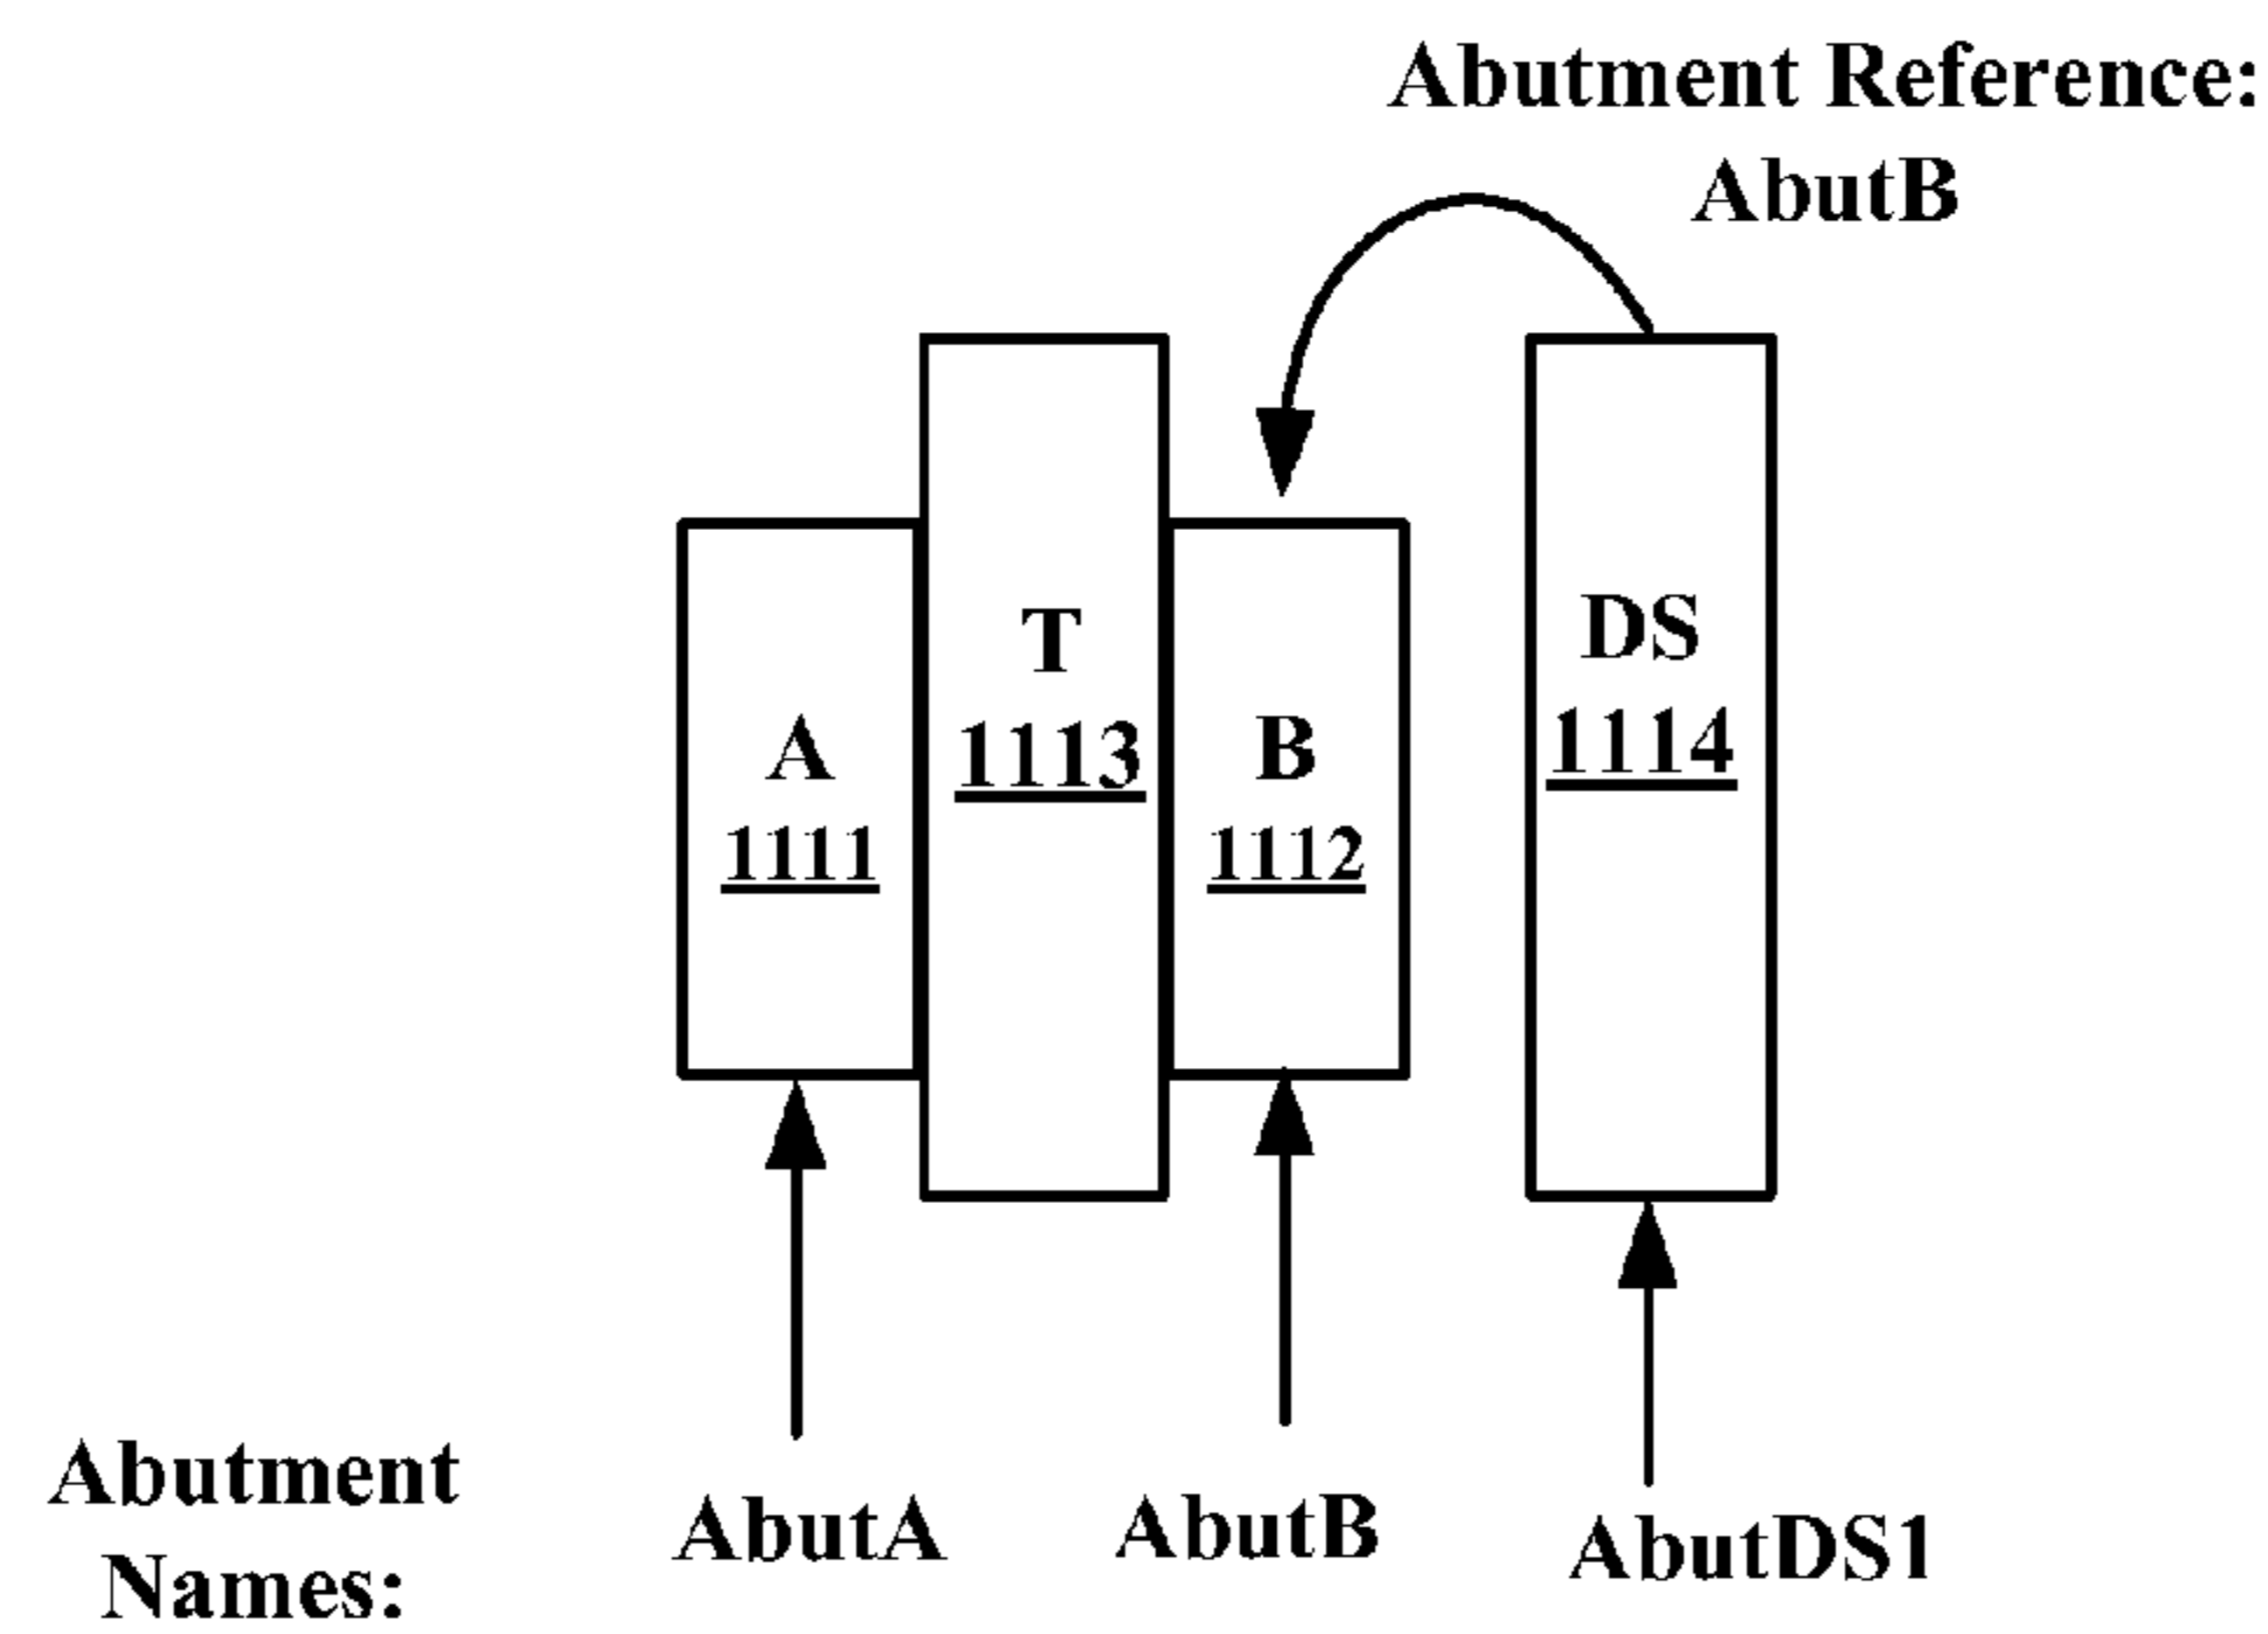 Abutment Reference:
AbutB
T
1113
DS
1114
A
1111
B
1112
Abutment
Names:
AbutA
AbutB
AbutDS1